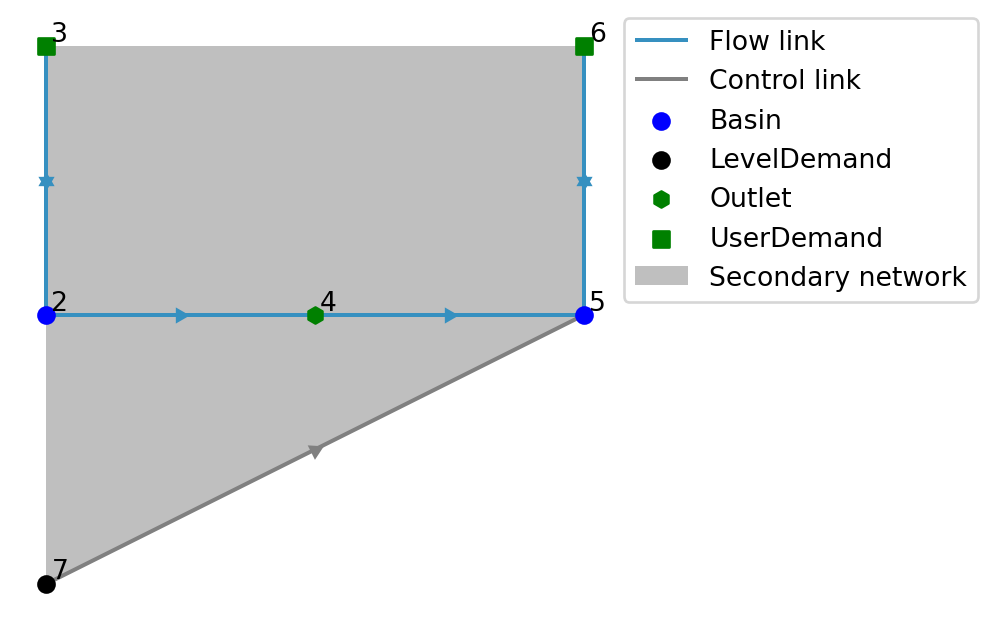 3
6
2
4
5
7
Flow link
Control link
Basin
LevelDemand
Outlet
UserDemand
Secondary network